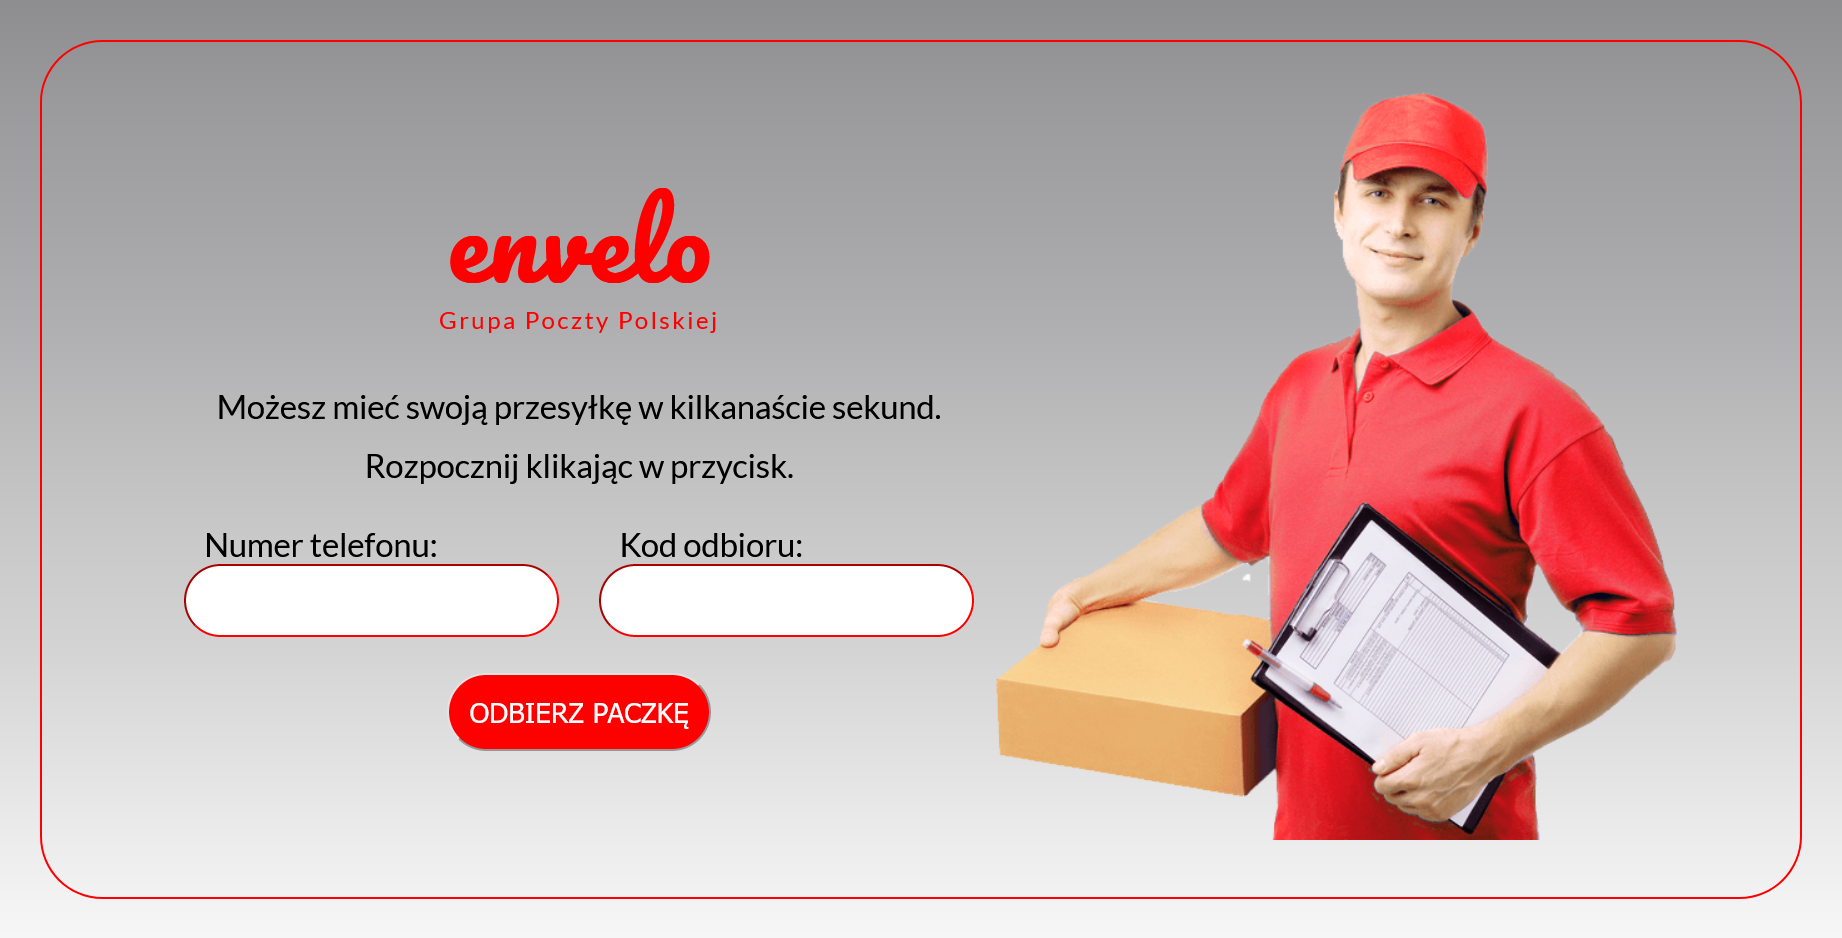 envelo
Grupa Poczty Polskiej
Możesz mieć swoją przesyłkę w kilkanaście sekund.
Rozpocznij klikając w przycisk.
Numer telefonu:
Kod odbioru:
ODBIERZ PACZKĘ